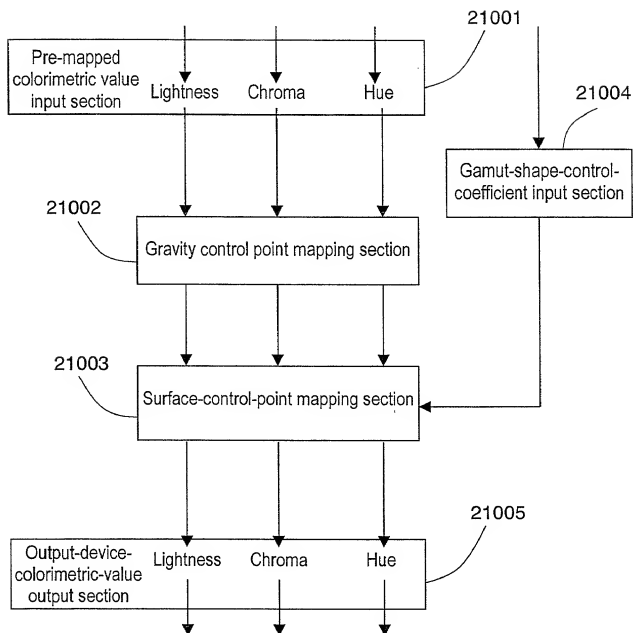 21001
Pre-mapped
colorimetric value
input section
Lightness
Chroma
Hue
21004
Gamut-shape-control-
coefficient input section
21002
Gravity control point mapping section
21003
Surface-control-point mapping section
21005
Output-device-
colorimetric-value
output section
Lightness
Chroma
Hue